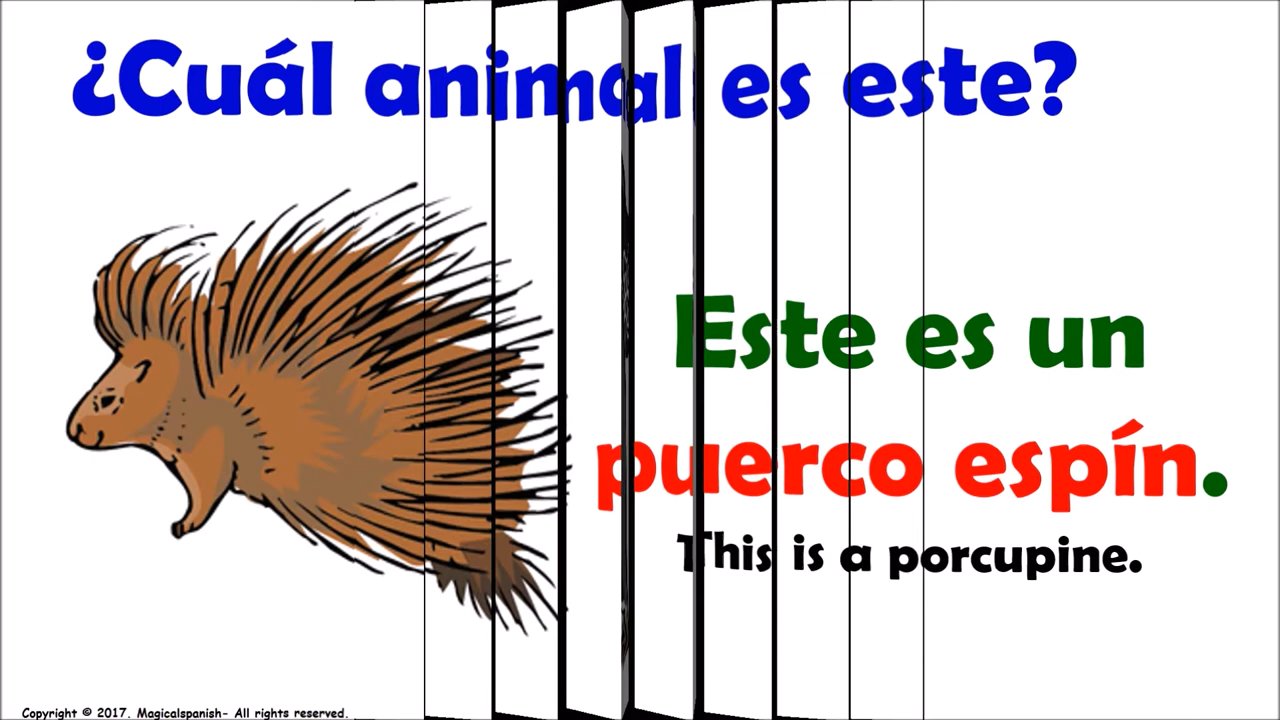 ¿Cuál animal es este?
Este es un
puerco espín.
This is a porcupine.
Copyright © 2017. Magicalspanish- All rights reserved.